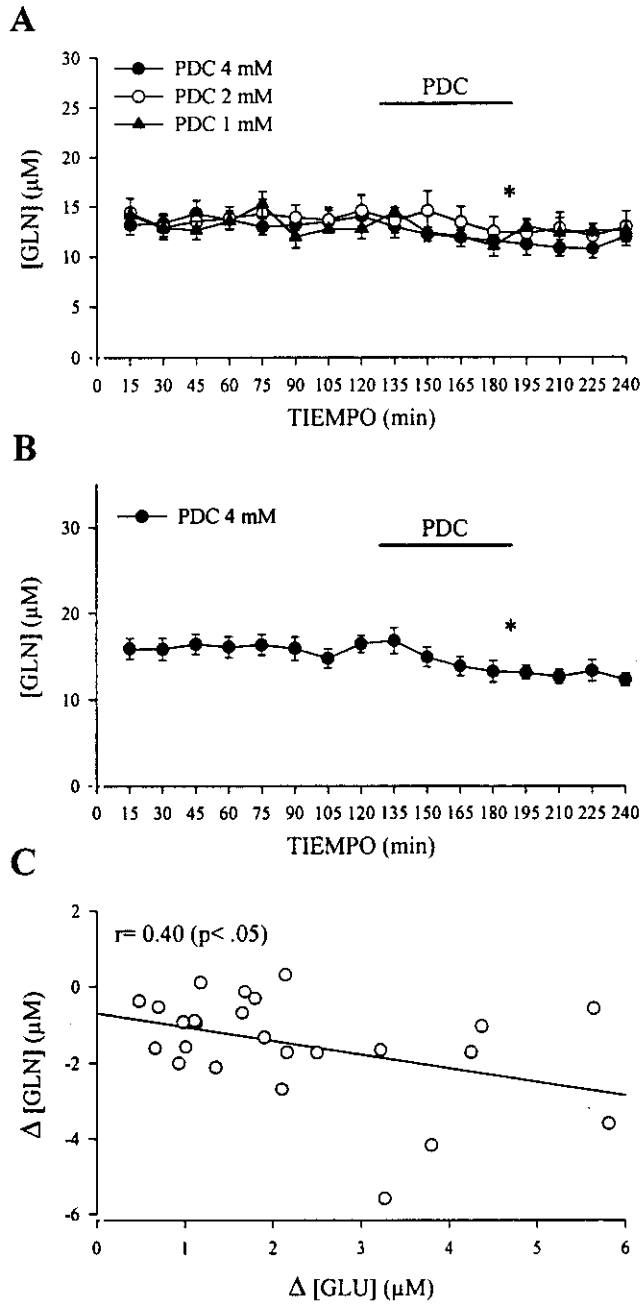 A
PDC 4 mM
PDC 2 mM
PDC 1 mM
PDC
*
30
25
20
15
10
5
0
[GLN] (µM)
0 15 30 45 60 75 90 105 120 135 150 165 180 195 210 225 240
TIEMPO (min)
B
PDC 4 mM
PDC
*
30
20
10
0
[GLN] (µM)
0 15 30 45 60 75 90 105 120 135 150 165 180 195 210 225 240
TIEMPO (min)
C
r= 0.40 (p< .05)
2
0
-2
-4
-6
Δ [GLN] (µM)
0 1 2 3 4 5 6
Δ [GLU] (µM)